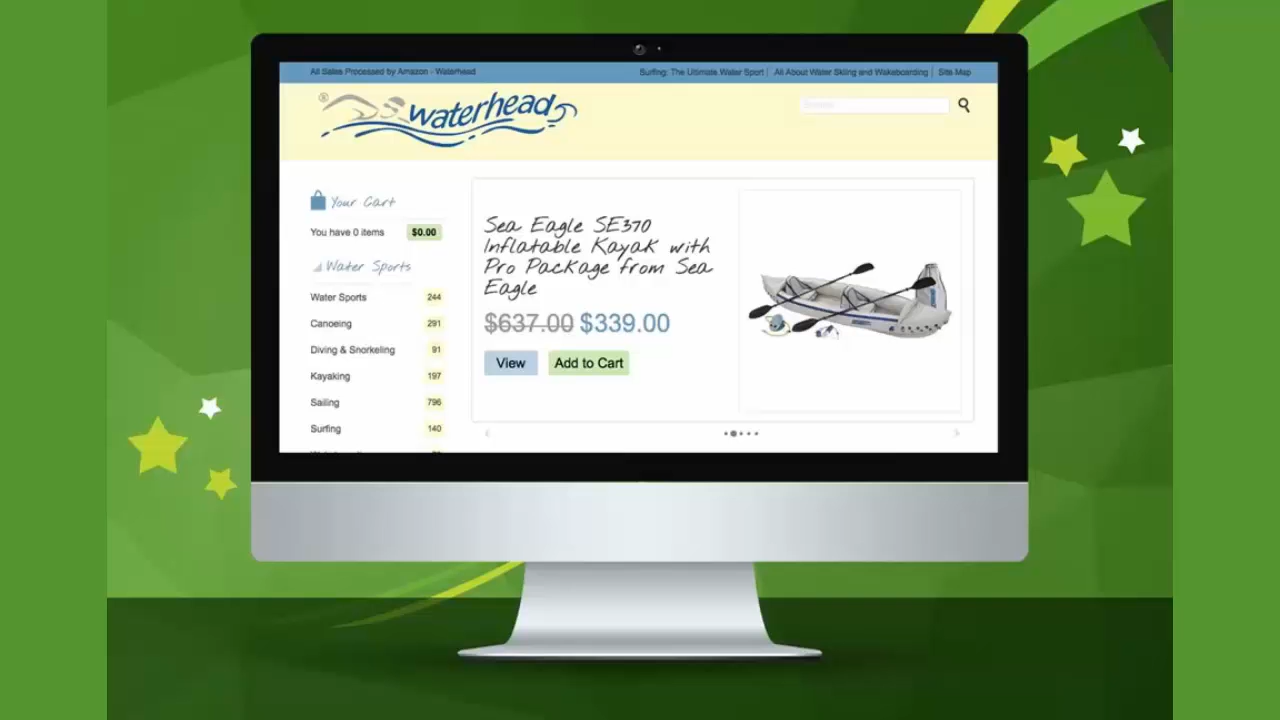 All Sales Processed by Amazon - Waterhead
Surfing: The Ultimate Water Sport | All About Water Skiing and Wakeboarding | Site Map
® waterhead
Search
Your Cart
You have 0 items $0.00
Water Sports
Water Sports 244
Canoeing 291
Diving & Snorkeling 91
Kayaking 197
Sailing 796
Surfing 140
Sea Eagle SE370
Inflatable Kayak with
Pro Package from Sea
Eagle
$637.00 $339.00
View Add to Cart